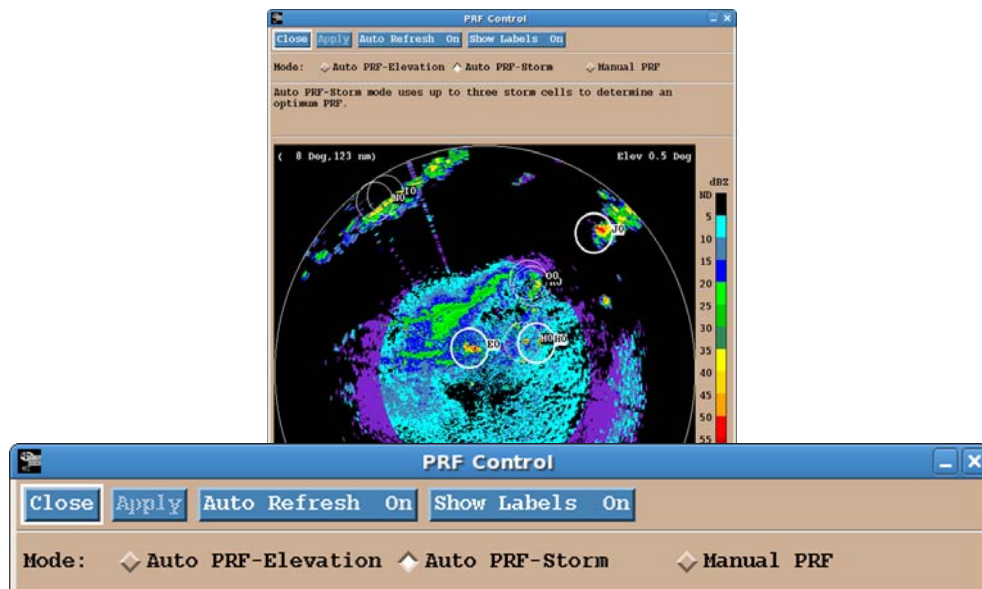 PRF Control
Close Apply Auto Refresh On Show Labels On
Mode: Auto PRF-Elevation Auto PRF-Storm Manual PRF
Auto PRF-Storm mode uses up to three storm cells to determine an
optimum PRF.
( 8 Deg,123 nm) Elev 0.5 Deg
dBZ
ND
5
10
15
20
25
30
35
40
45
50
55
I0
N0
J0
O0
E0
H0
PRF Control
Close Apply Auto Refresh On Show Labels On
Mode: Auto PRF-Elevation Auto PRF-Storm Manual PRF